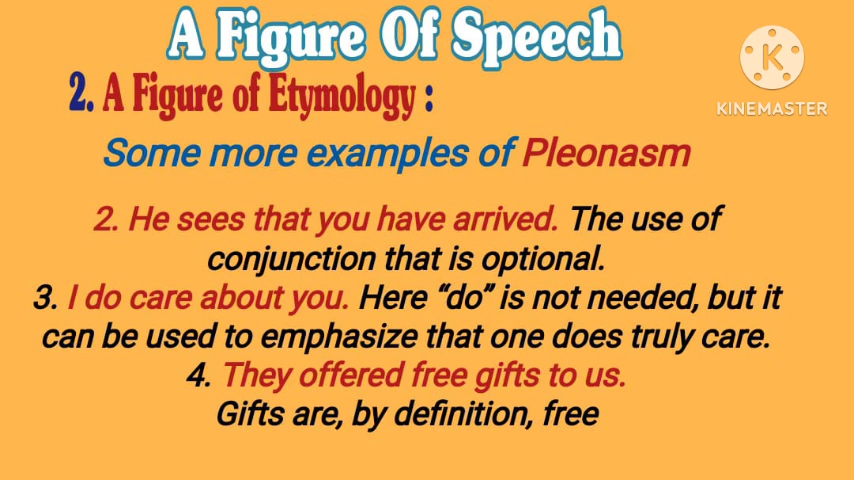 A Figure Of Speech
KINEMASTER
2. A Figure of Etymology :
Some more examples of Pleonasm
2. He sees that you have arrived. The use of
conjunction that is optional.
3. I do care about you. Here “do” is not needed, but it
can be used to emphasize that one does truly care.
4. They offered free gifts to us.
Gifts are, by definition, free